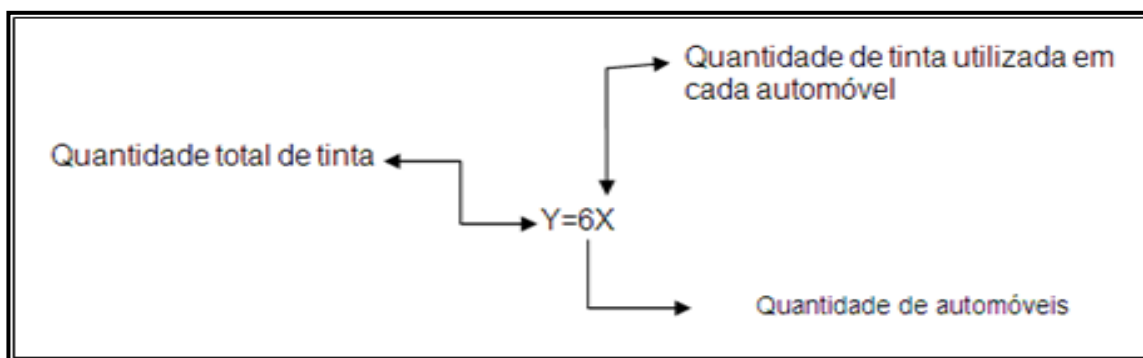 Quantidade de tinta utilizada em
cada automóvel
Quantidade total de tinta
Y=6X
Quantidade de automóveis